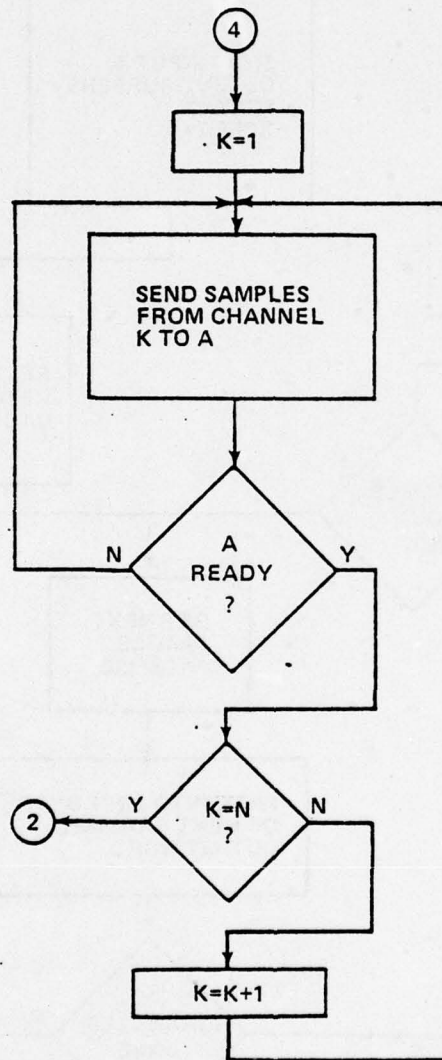 4
K=1
SEND SAMPLES
FROM CHANNEL
K TO A
N
A
READY
?
Y
2
Y
K=N
?
N
K=K+1